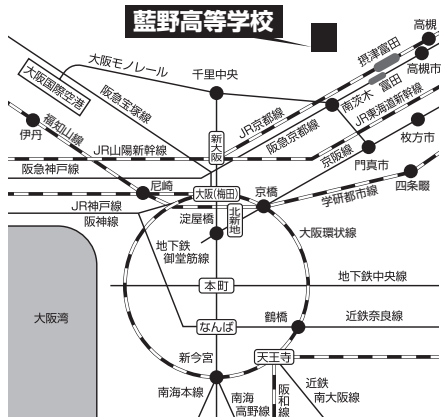 藍野高等学校
高槻
摂津富田
高槻市
大阪モノレール
千里中央
大阪国際空港
阪急宝塚線
富田
南茨木
JR京都線
JR東海道新幹線
阪急京都線
福知山線
伊丹
新大阪
枚方市
京阪線
JR山陽新幹線
門真市
阪急神戸線
四条畷
尼崎
大阪(梅田)
京橋
学研都市線
JR神戸線
北新地
阪神線
淀屋橋
大阪環状線
地下鉄
御堂筋線
地下鉄中央線
本町
大阪湾
鶴橋
近鉄奈良線
なんば
新今宮
天王寺
南海本線
南海
高野線
阪和線
近鉄
南大阪線